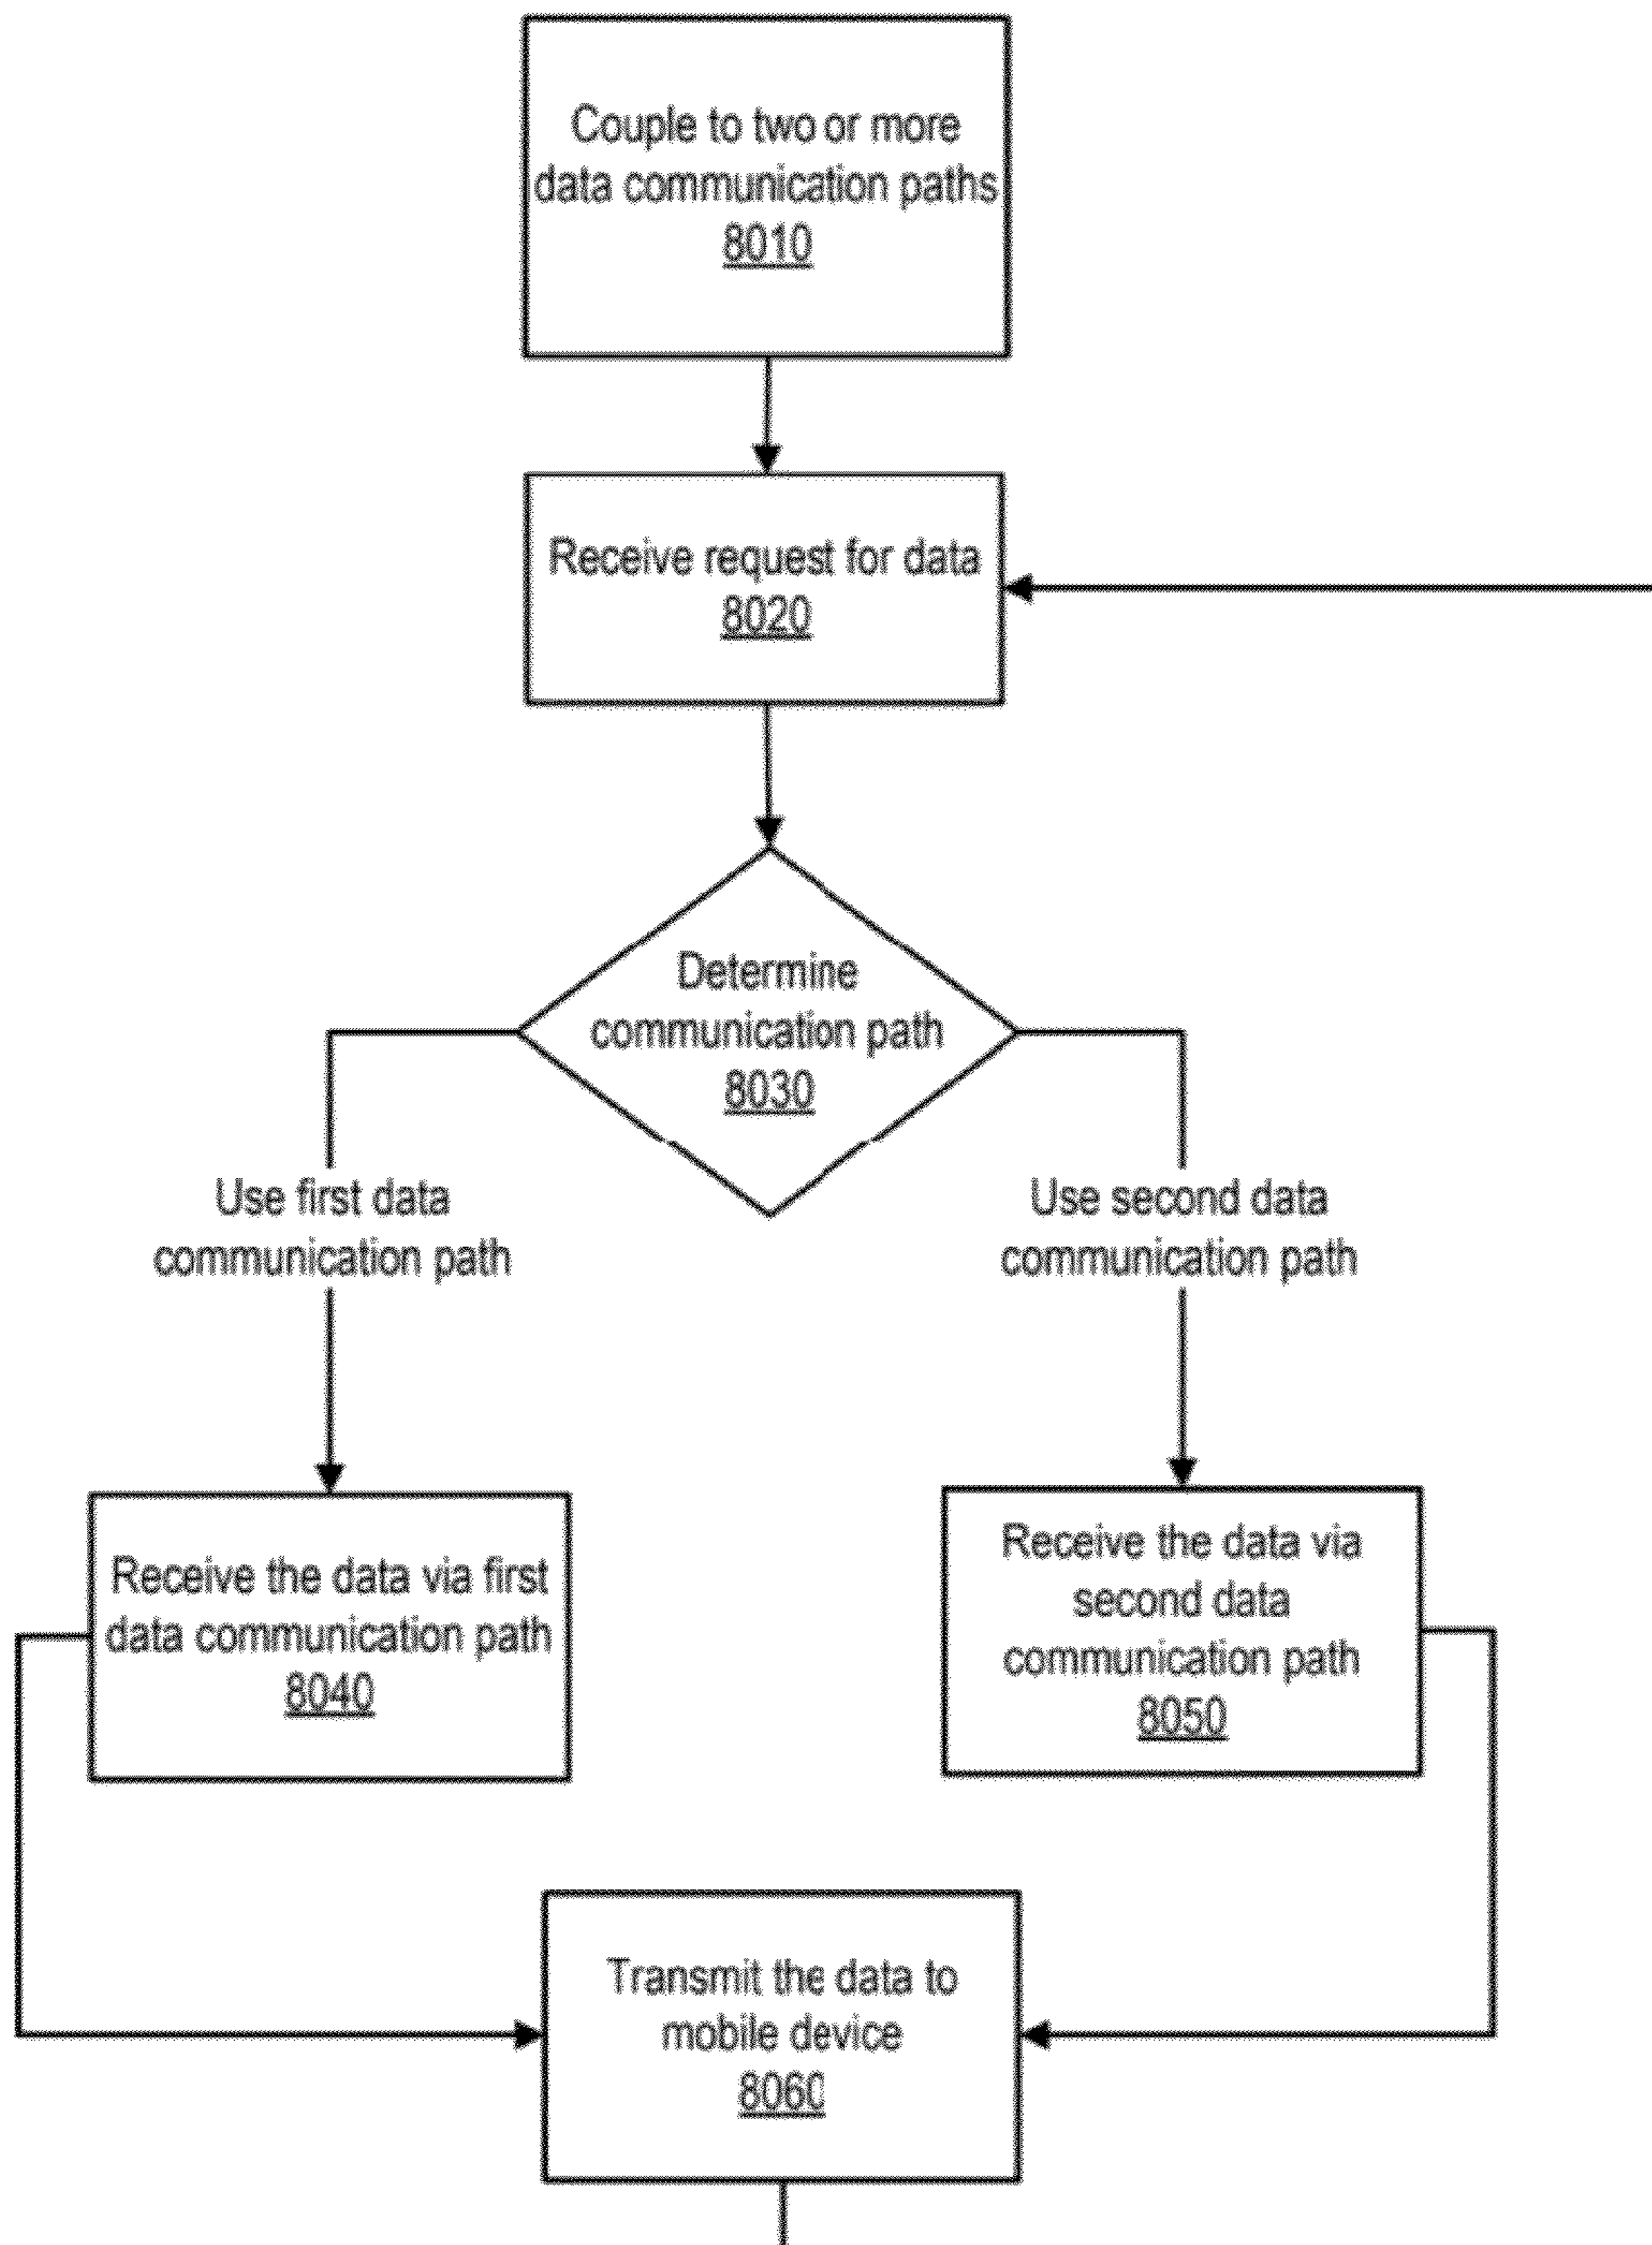 Couple to two or more
data communication paths
8010
Receive request for data
8020
Determine
communication path
8030
Use first data
communication path
Use second data
communication path
Receive the data via first
data communication path
8040
Receive the data via
second data
communication path
8050
Transmit the data to
mobile device
8060